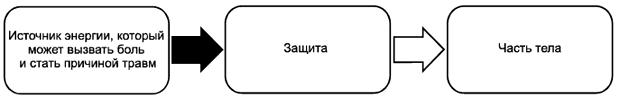 Источник энергии, который
может вызвать боль
и стать причиной травм
Защита
Часть тела